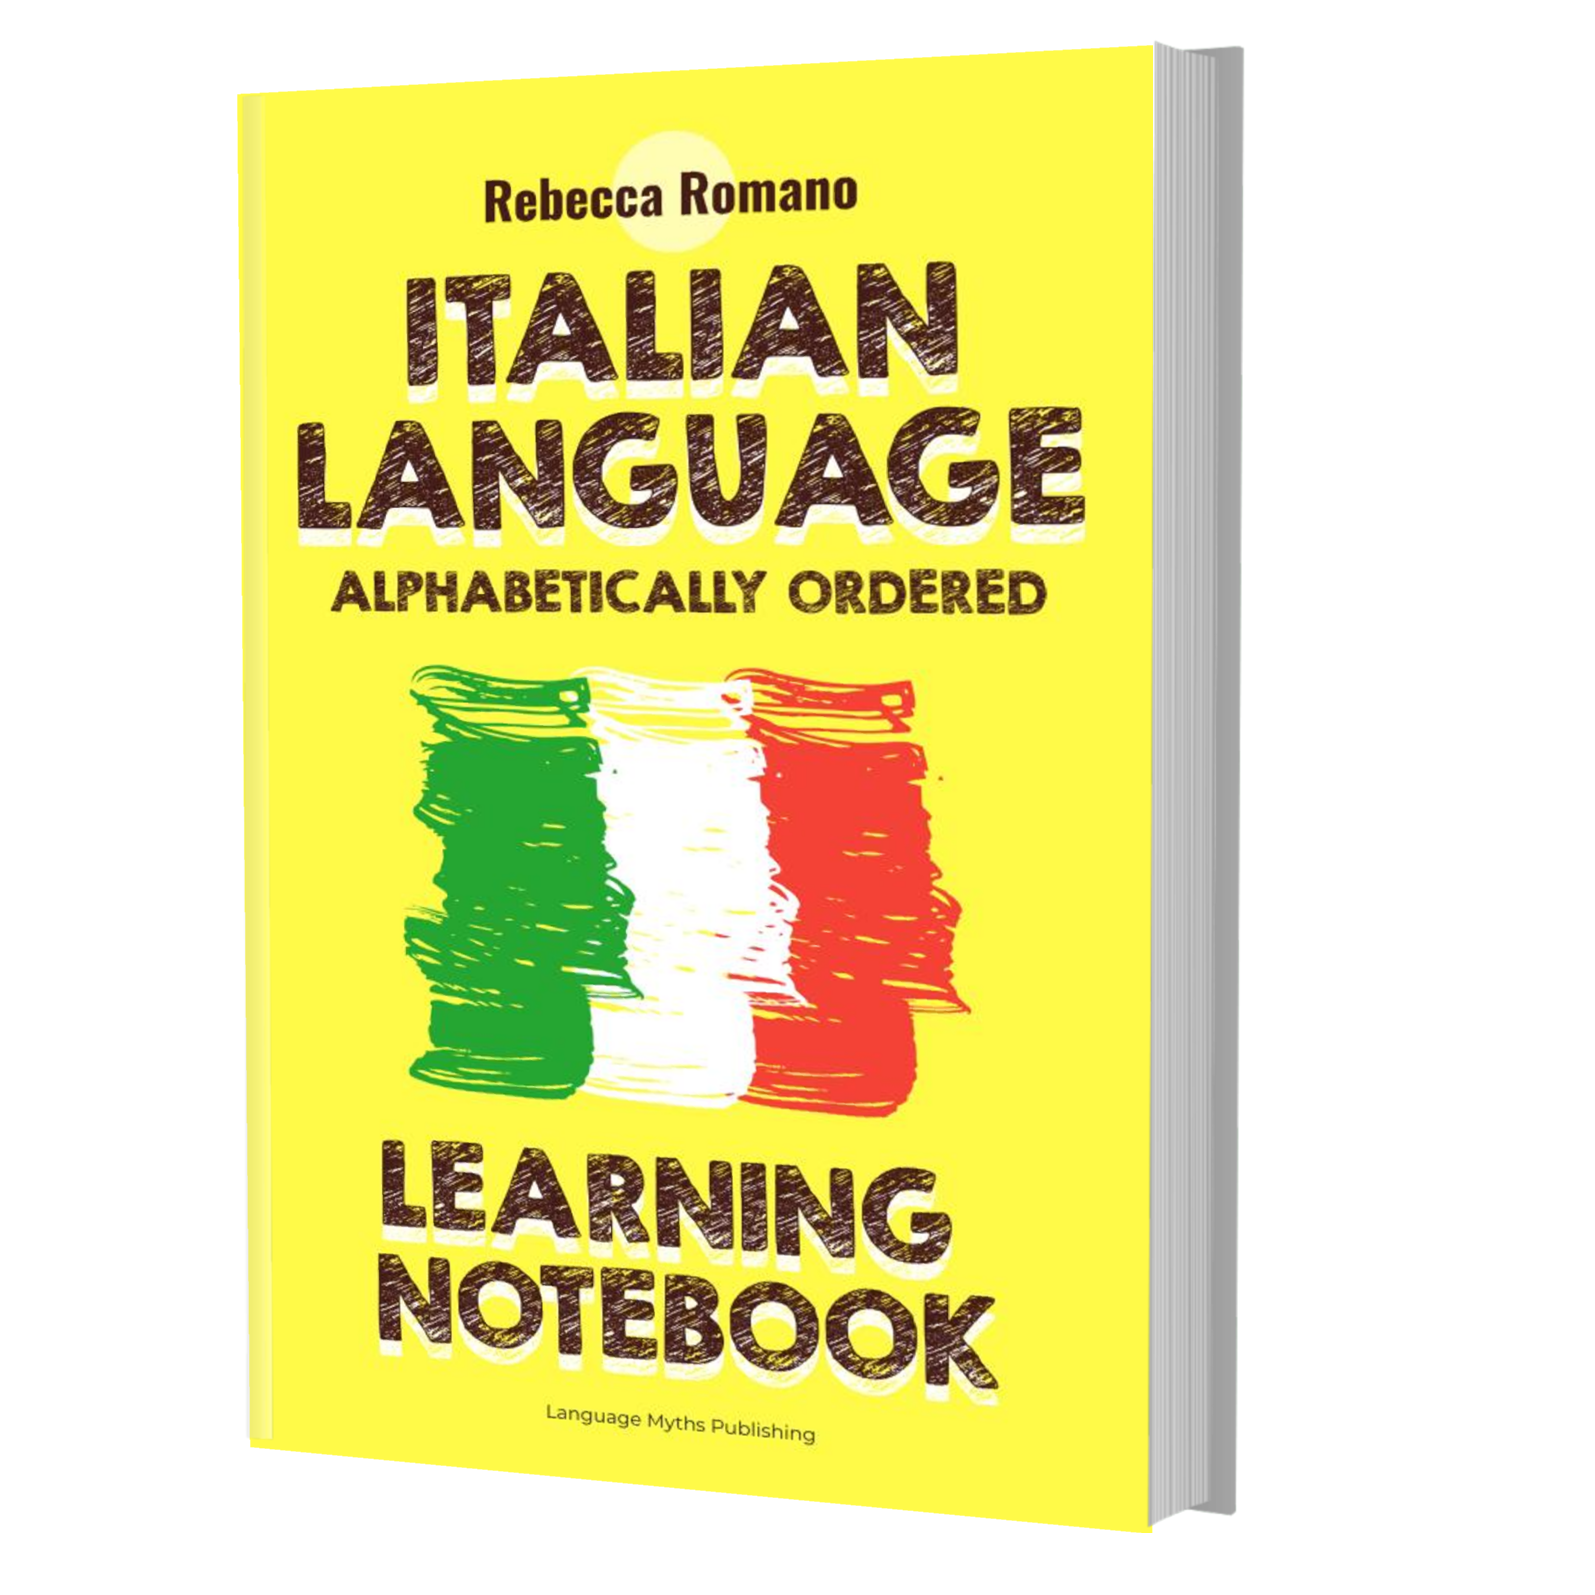 Rebecca Romano
ITALIAN
LANGUAGE
ALPHABETICALLY ORDERED
LEARNING
NOTEBOOK
Language Myths Publishing